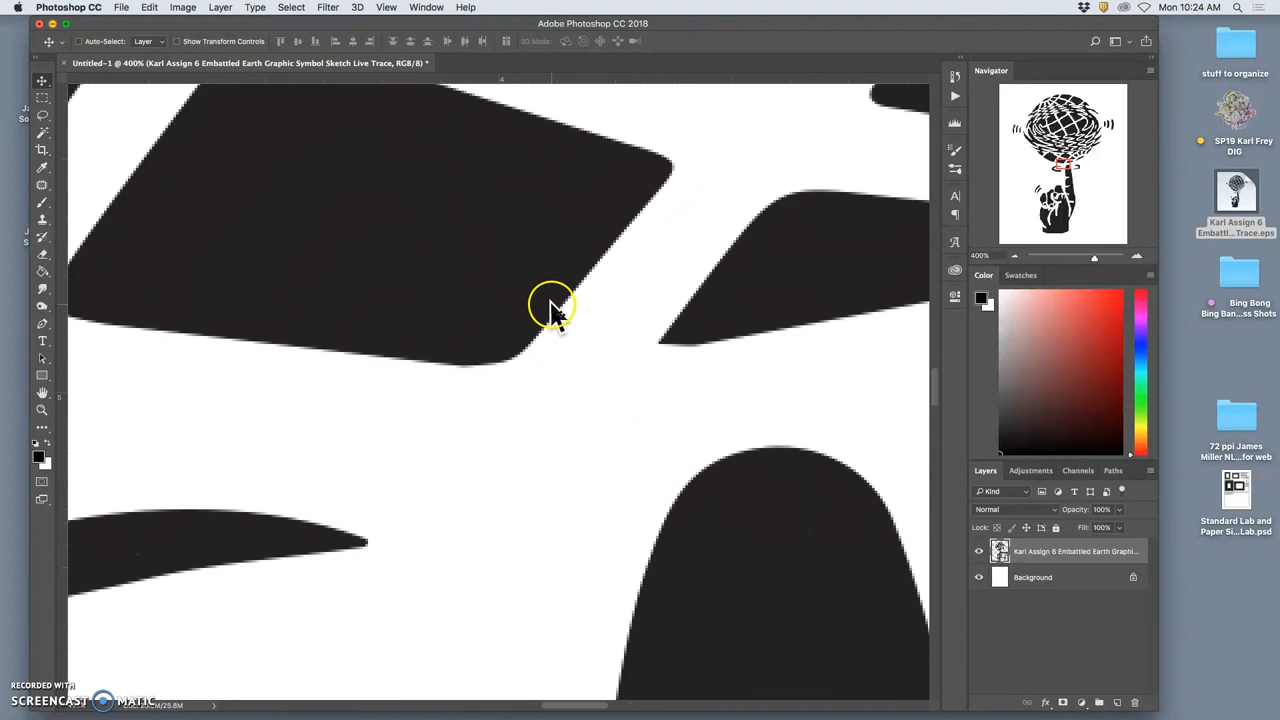 Photoshop CC File Edit Image Layer Type Select Filter 3D View Window Help
Mon 10:24 AM
Adobe Photoshop CC 2018
Auto-Select: Layer Show Transform Controls 3D Mode:
Untitled-1 @ 400% (Karl Assign 6 Embattled Earth Graphic Symbol Sketch Live Trace, RGB/8) *
4
5
Navigator
400%
Color Swatches
Layers Adjustments Channels Paths
Kind
Normal Opacity: 100%
Lock: Fill: 100%
Karl Assign 6 Embattled Earth Graphi...
Background
stuff to organize
SP19 Karl Frey
DIG
Karl Assign 6
Embattled...Trace.eps
Bing Bong
Bing Ban...ss Shots
72 ppi James
Miller NL...for web
Standard Lab and
Paper Si...Lab.psd
RECORDED WITH
SCREENCAST MATIC